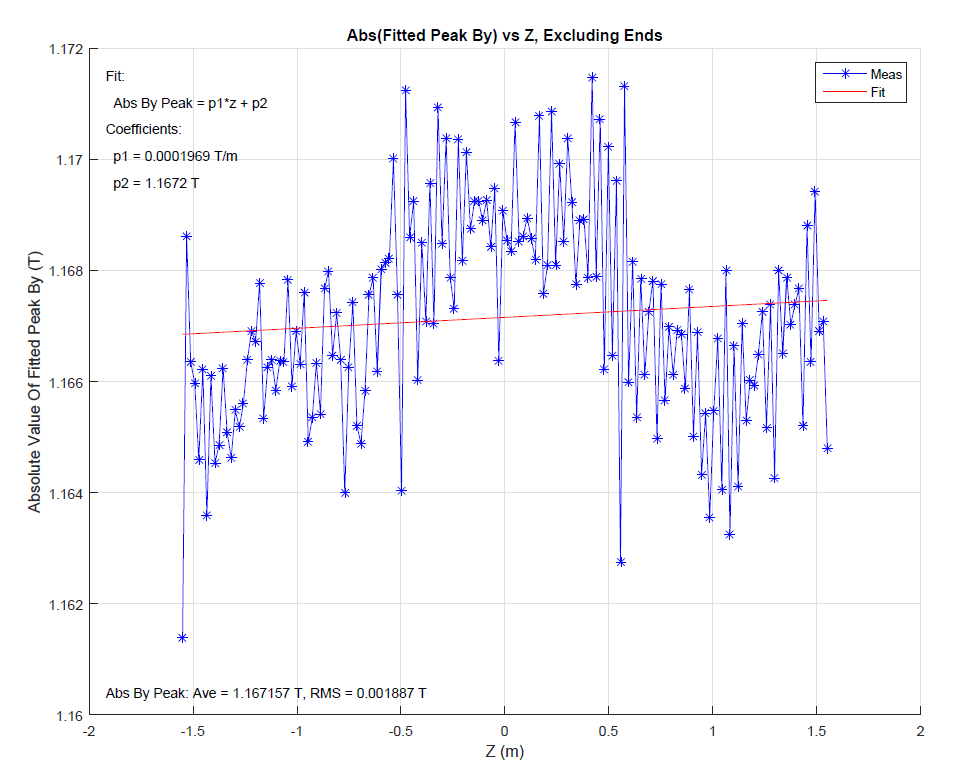 Abs(Fitted Peak By) vs Z, Excluding Ends
1.172
1.17
1.168
1.166
1.164
1.162
1.16
Absolute Value Of Fitted Peak By (T)
Fit:
Abs By Peak = p1*z + p2
Coefficients:
p1 = 0.0001969 T/m
p2 = 1.1672 T
Meas
Fit
Abs By Peak: Ave = 1.167157 T, RMS = 0.001887 T
-2 -1.5 -1 -0.5 0 0.5 1 1.5 2
Z (m)